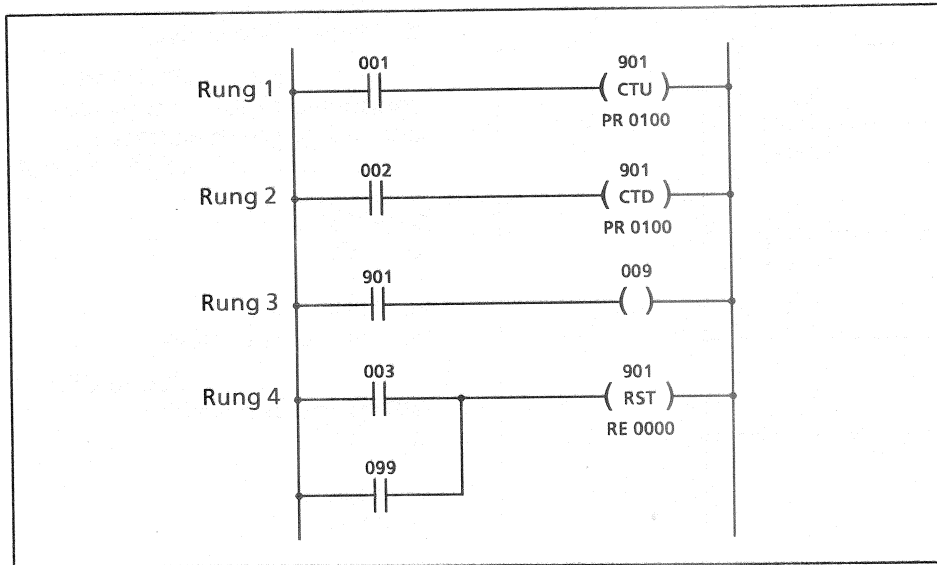 001
901
Rung 1
CTU
PR 0100
002
901
Rung 2
CTD
PR 0100
901
009
Rung 3
003
901
Rung 4
RST
RE 0000
099